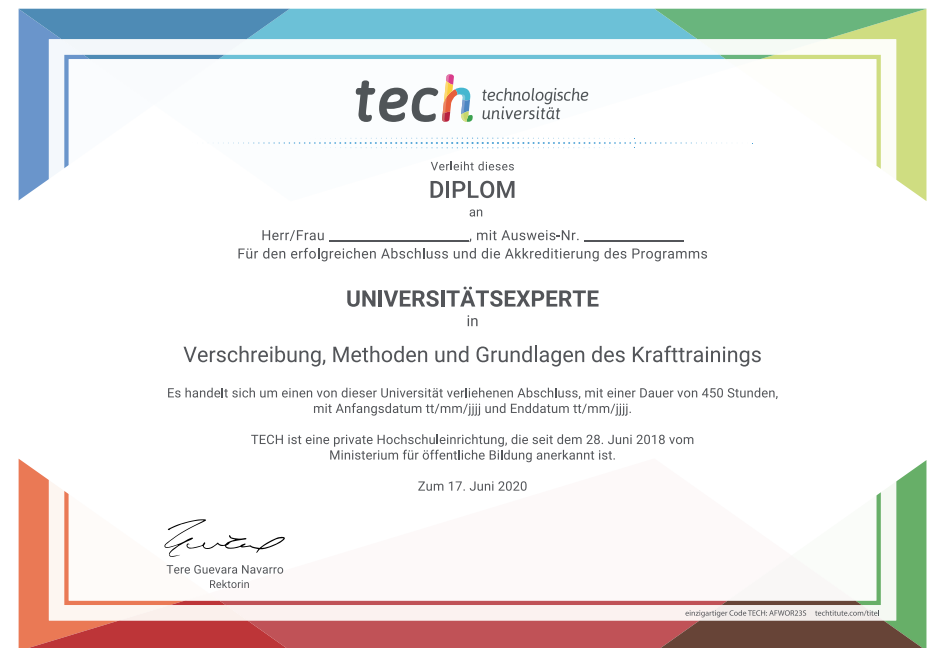 tech technologische
universität
Verleiht dieses
DIPLOM
an
Herr/Frau ____________________, mit Ausweis-Nr. ______________
Für den erfolgreichen Abschluss und die Akkreditierung des Programms
UNIVERSITÄTSEXPERTE
in
Verschreibung, Methoden und Grundlagen des Krafttrainings
Es handelt sich um einen von dieser Universität verliehenen Abschluss, mit einer Dauer von 450 Stunden,
mit Anfangsdatum tt/mm/jjjj und Enddatum tt/mm/jjjj.
TECH ist eine private Hochschuleinrichtung, die seit dem 28. Juni 2018 vom
Ministerium für öffentliche Bildung anerkannt ist.
Zum 17. Juni 2020
Tere Guevara Navarro
Rektorin
einzigartiger Code TECH: AFWOR23S techtitute.com/titel